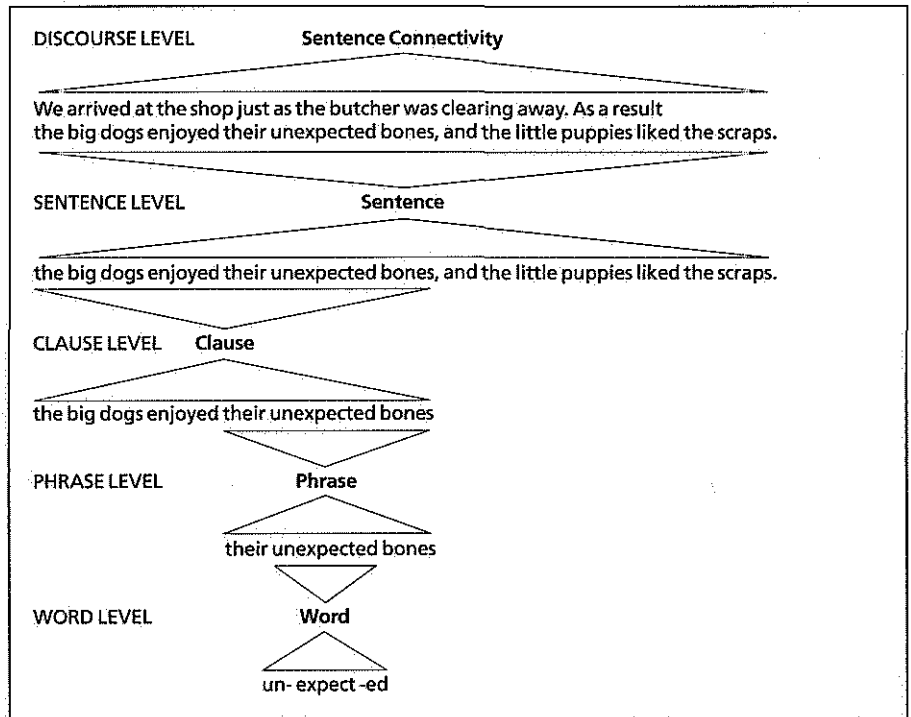 DISCOURSE LEVEL Sentence Connectivity
We arrived at the shop just as the butcher was clearing away. As a result
the big dogs enjoyed their unexpected bones, and the little puppies liked the scraps.
SENTENCE LEVEL Sentence
the big dogs enjoyed their unexpected bones, and the little puppies liked the scraps.
CLAUSE LEVEL Clause
the big dogs enjoyed their unexpected bones
PHRASE LEVEL Phrase
their unexpected bones
WORD LEVEL Word
un- expect -ed